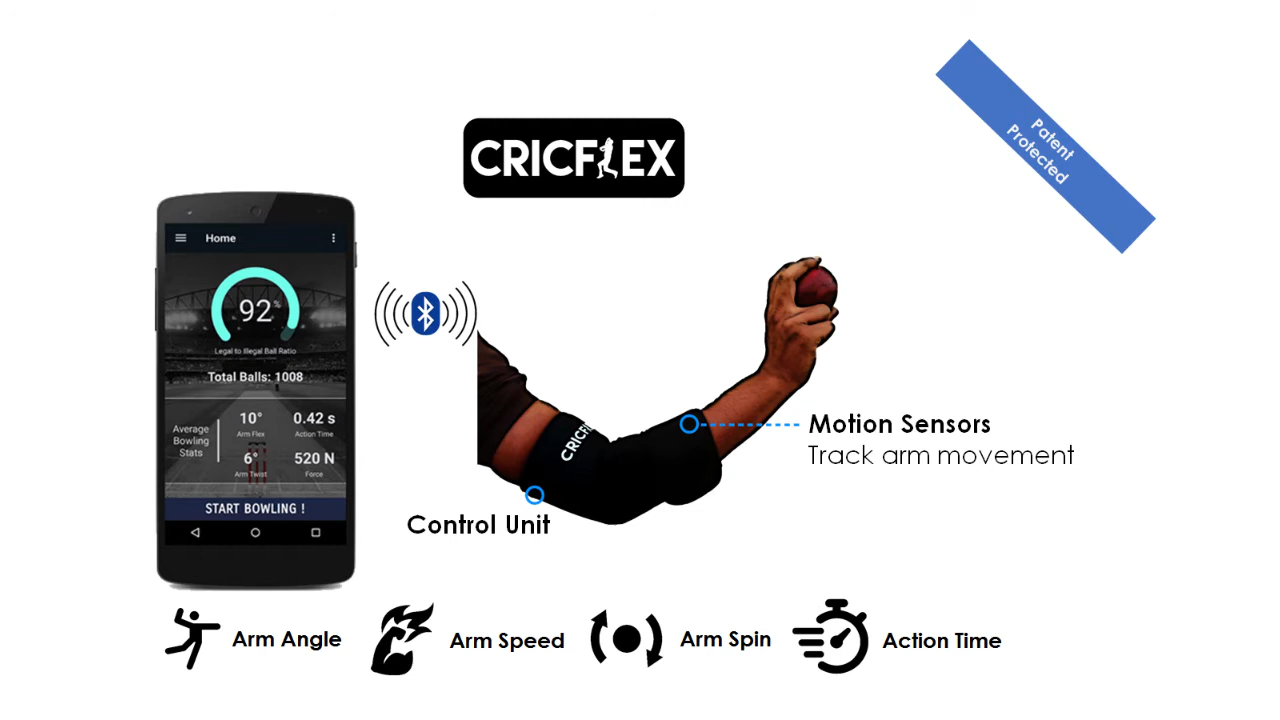 Patent
Protected
CRICFLEX
Home
92%
Legal to Illegal Ball Ratio
Total Balls: 1008
Average
Bowling
Stats
10°
Arm Flex
0.42 s
Action Time
6°
Arm Twist
520 N
Force
START BOWLING !
CRICF
Motion Sensors
Track arm movement
Control Unit
Arm Angle
Arm Speed
Arm Spin
Action Time